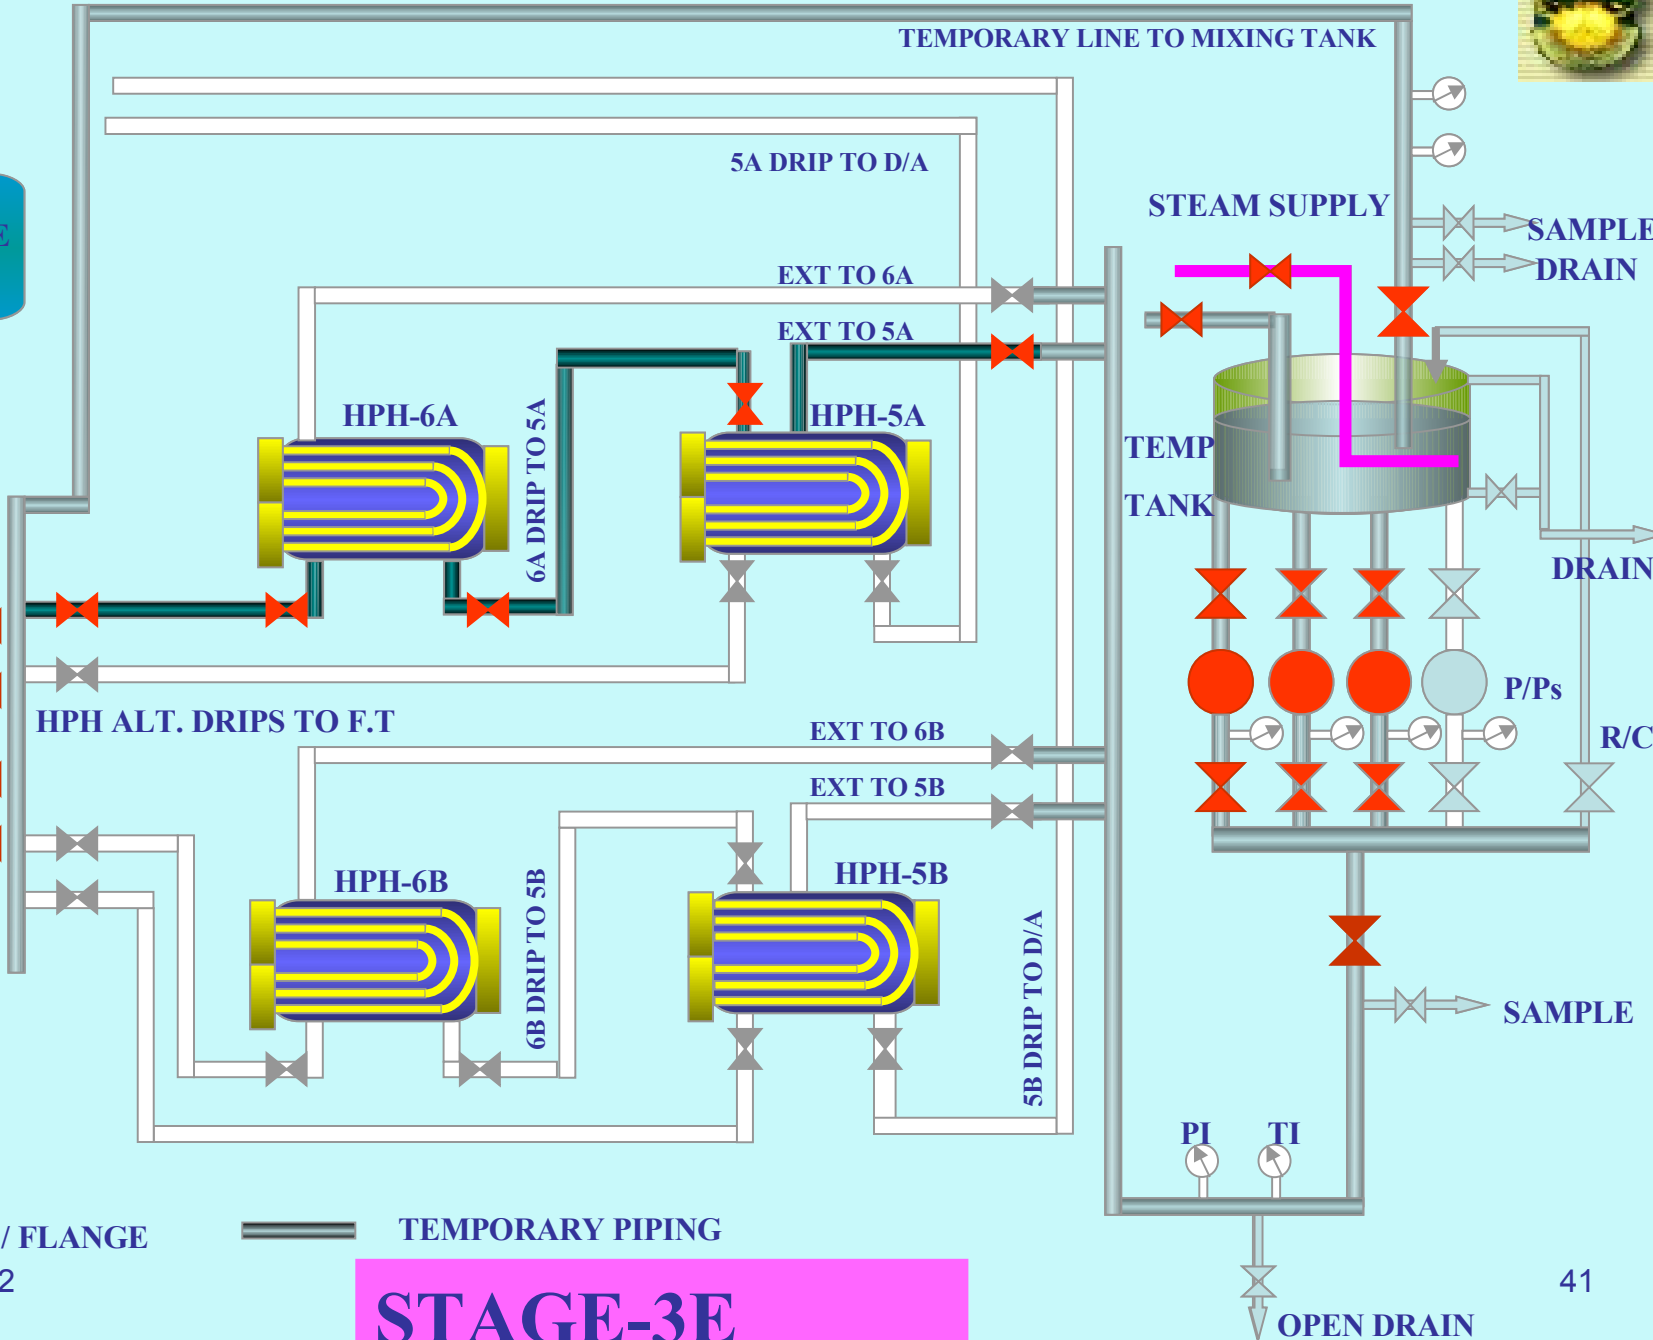 TEMPORARY LINE TO MIXING TANK
5A DRIP TO D/A
STEAM SUPPLY
SAMPLE
DRAIN
E
EXT TO 6A
EXT TO 5A
HPH-6A
6A DRIP TO 5A
HPH-5A
TEMP
TANK
DRAIN
P/Ps
HPH ALT. DRIPS TO F.T
R/C
EXT TO 6B
EXT TO 5B
HPH-6B
6B DRIP TO 5B
HPH-5B
5B DRIP TO D/A
SAMPLE
PI
TI
/ FLANGE
TEMPORARY PIPING
2
STAGE-3E
41
OPEN DRAIN